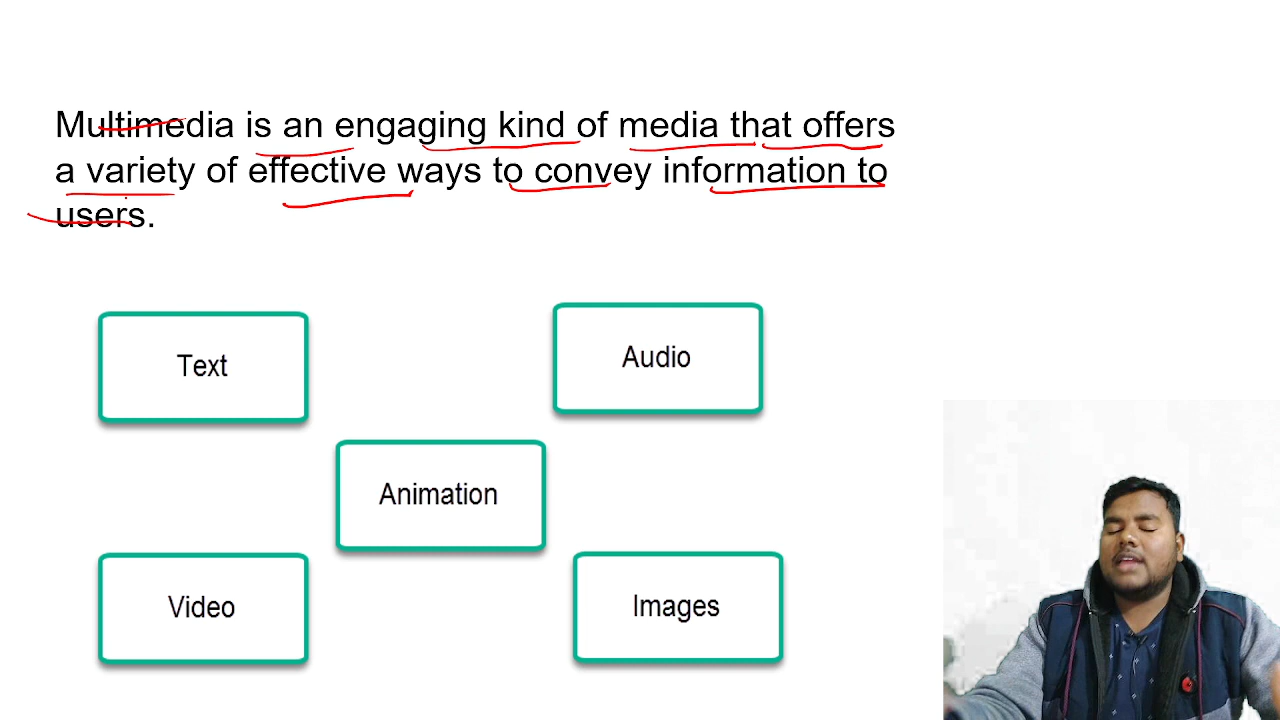 Multimedia is an engaging kind of media that offers
a variety of effective ways to convey information to
users.
Text
Audio
Animation
Video
Images